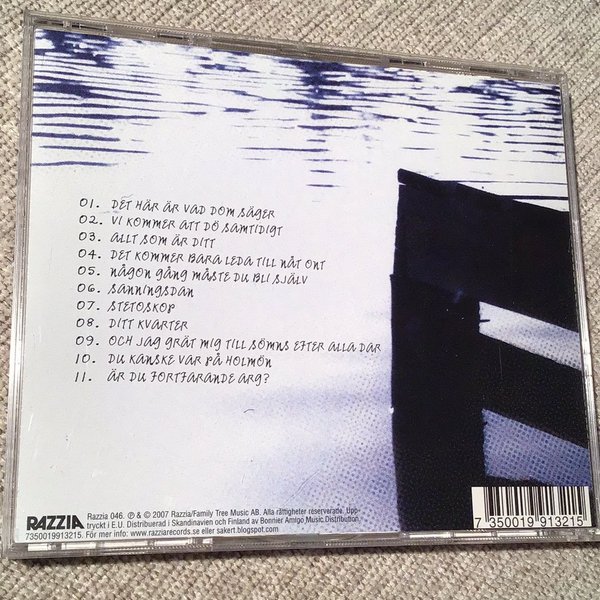 01. DET HÄR ÄR VAD DOM SÄGER
02. VI KOMMER ATT DÖ SAMTIDIGT
03. ALLT SOM ÄR DITT
04. DET KOMMER BARA LEDA TILL NÅT ONT
05. NÅGON GÅNG MÅSTE DU BLI SJÄLV
06. SANNINGSDAN
07. STETOSKOP
08. DITT KVARTER
09. OCH JAG GRÄT MIG TILL SÖMNS EFTER ALLA DAR
10. DU KANSKE VAR PÅ HOLMÖN
11. ÄR DU FORTFARANDE ARG?
RAZZIA
Razzia 046. ℗ & © 2007 Razzia/Family Tree Music AB. Alla rättigheter reserverade. Upp-
tryckt i E.U. Distribuerad i Skandinavien och Finland av Bonnier Amigo Music Distribution.
7350019913215. För mer info: www.razziarecords.se eller sakert.blogspot.com
7 350019 913215